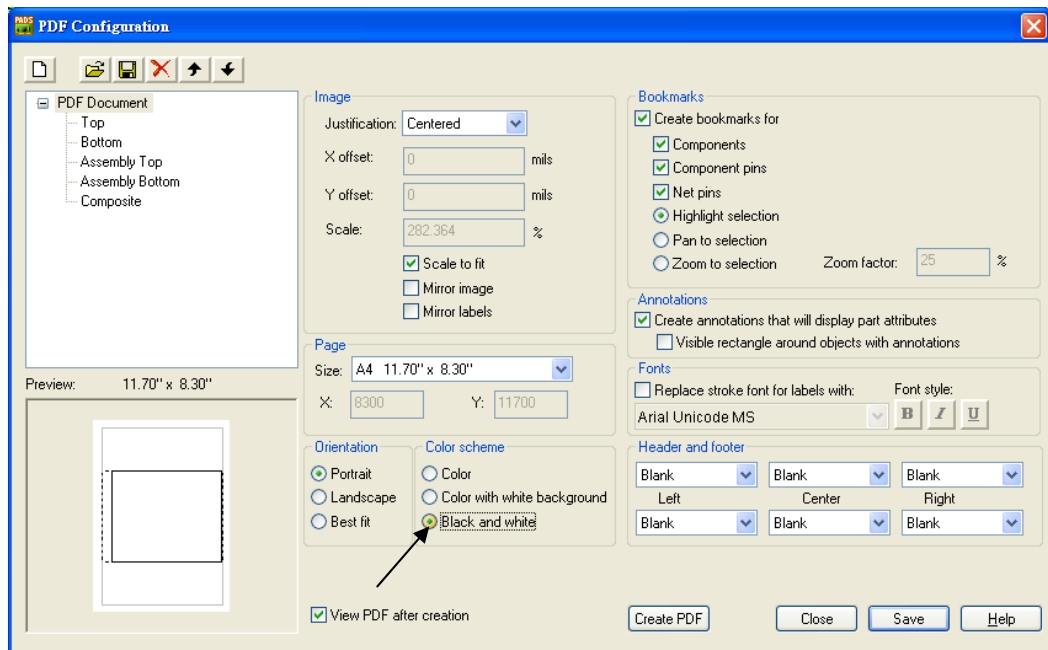 PADS PDF Configuration
PDF Document
Top
Bottom
Assembly Top
Assembly Bottom
Composite
Preview: 11.70" x 8.30"
Image
Justification: Centered
X offset: 0 mils
Y offset: 0 mils
Scale: 282.364 %
Scale to fit
Mirror image
Mirror labels
Page
Size: A4 11.70" x 8.30"
X: 8300 Y: 11700
Orientation
Portrait
Landscape
Best fit
Color scheme
Color
Color with white background
Black and white
View PDF after creation
Bookmarks
Create bookmarks for
Components
Component pins
Net pins
Highlight selection
Pan to selection
Zoom to selection Zoom factor: 25 %
Annotations
Create annotations that will display part attributes
Visible rectangle around objects with annotations
Fonts
Replace stroke font for labels with: Font style:
Arial Unicode MS B I U
Header and footer
Blank Blank Blank
Left Center Right
Blank Blank Blank
Create PDF Close Save Help